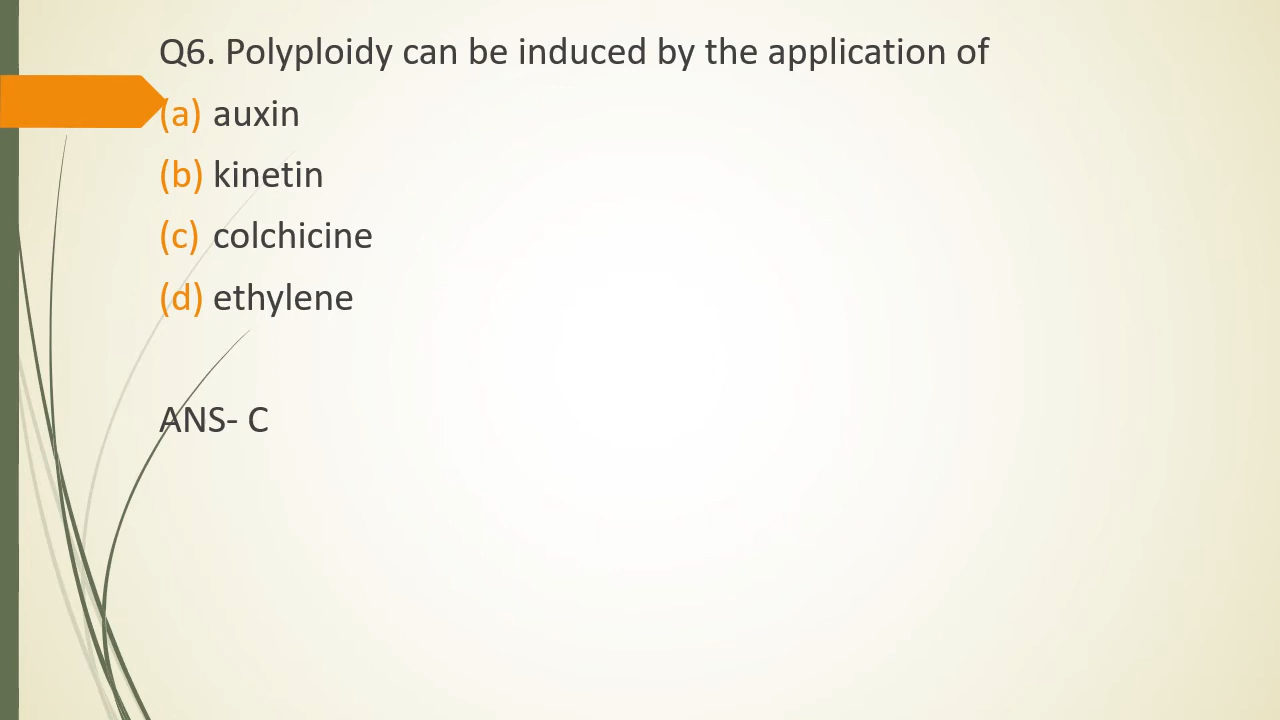 Q6. Polyploidy can be induced by the application of
(a) auxin
(b) kinetin
(c) colchicine
(d) ethylene
ANS- C